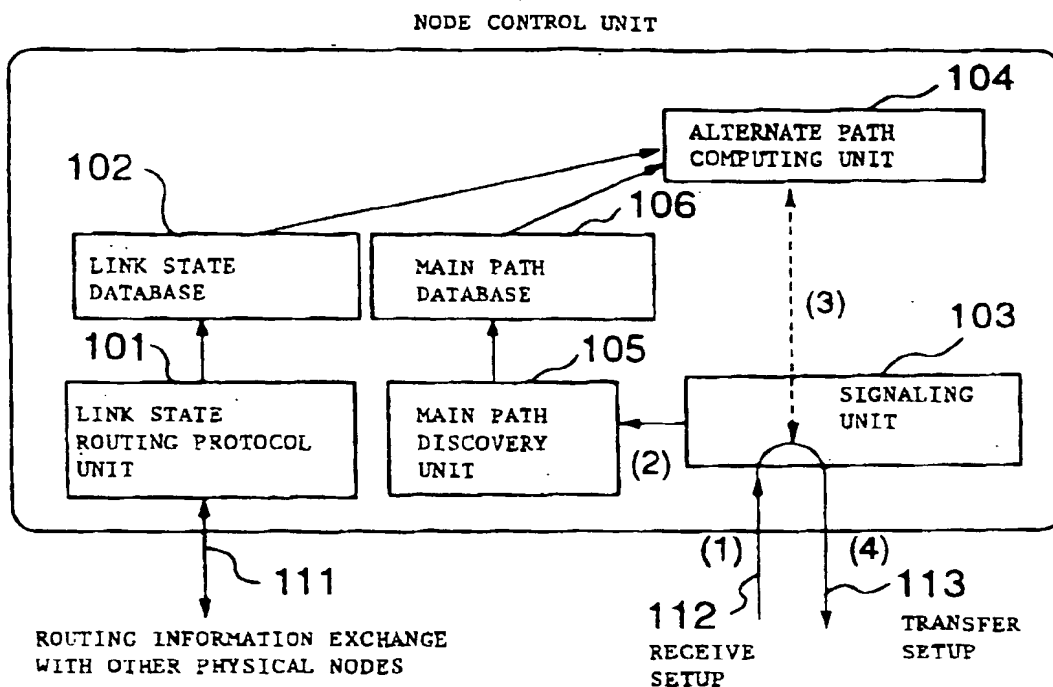 NODE CONTROL UNIT
104
ALTERNATE PATH
COMPUTING UNIT
102
106
LINK STATE
DATABASE
MAIN PATH
DATABASE
(3)
103
101
105
LINK STATE
ROUTING PROTOCOL
UNIT
MAIN PATH
DISCOVERY
UNIT
(2)
SIGNALING
UNIT
(1)
(4)
111
112
113
ROUTING INFORMATION EXCHANGE
WITH OTHER PHYSICAL NODES
RECEIVE
SETUP
TRANSFER
SETUP